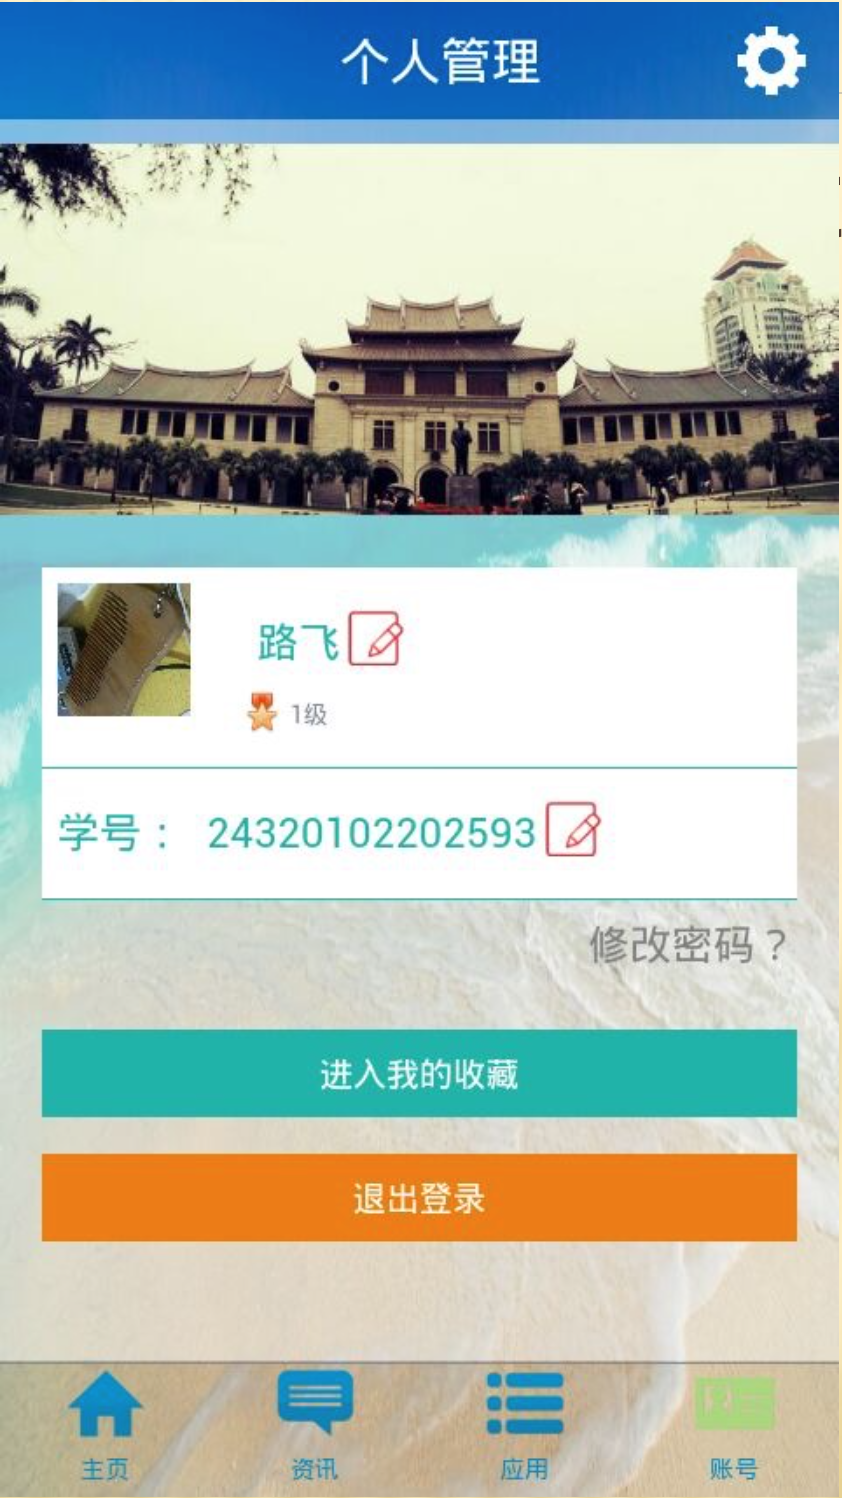 个人管理
路飞
1级
学号： 24320102202593
修改密码？
进入我的收藏
退出登录
主页 资讯 应用 账号